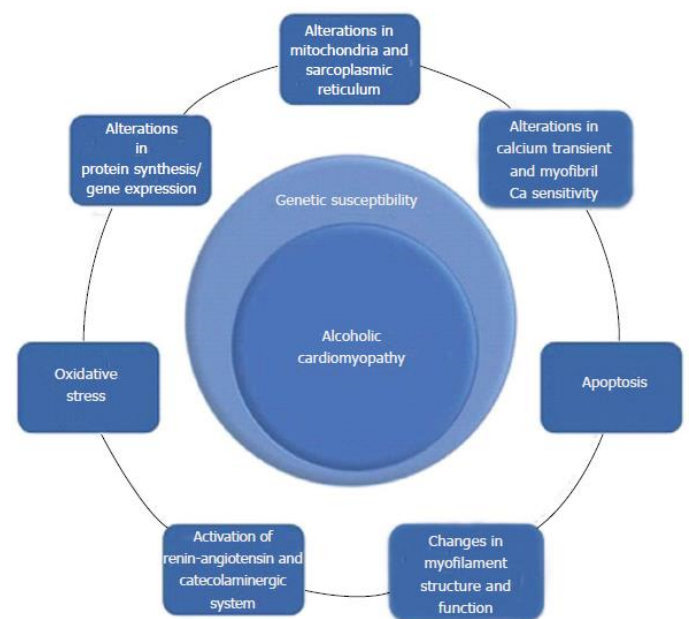 Alterations in
mitochondria and
sarcoplasmic
reticulum
Alterations
in
protein synthesis/
gene expression
Alterations in
calcium transient
and myofibril
Ca sensitivity
Genetic susceptibility
Alcoholic
cardiomyopathy
Oxidative
stress
Apoptosis
Activation of
renin-angiotensin and
catecolaminergic
system
Changes in
myofilament
structure and
function